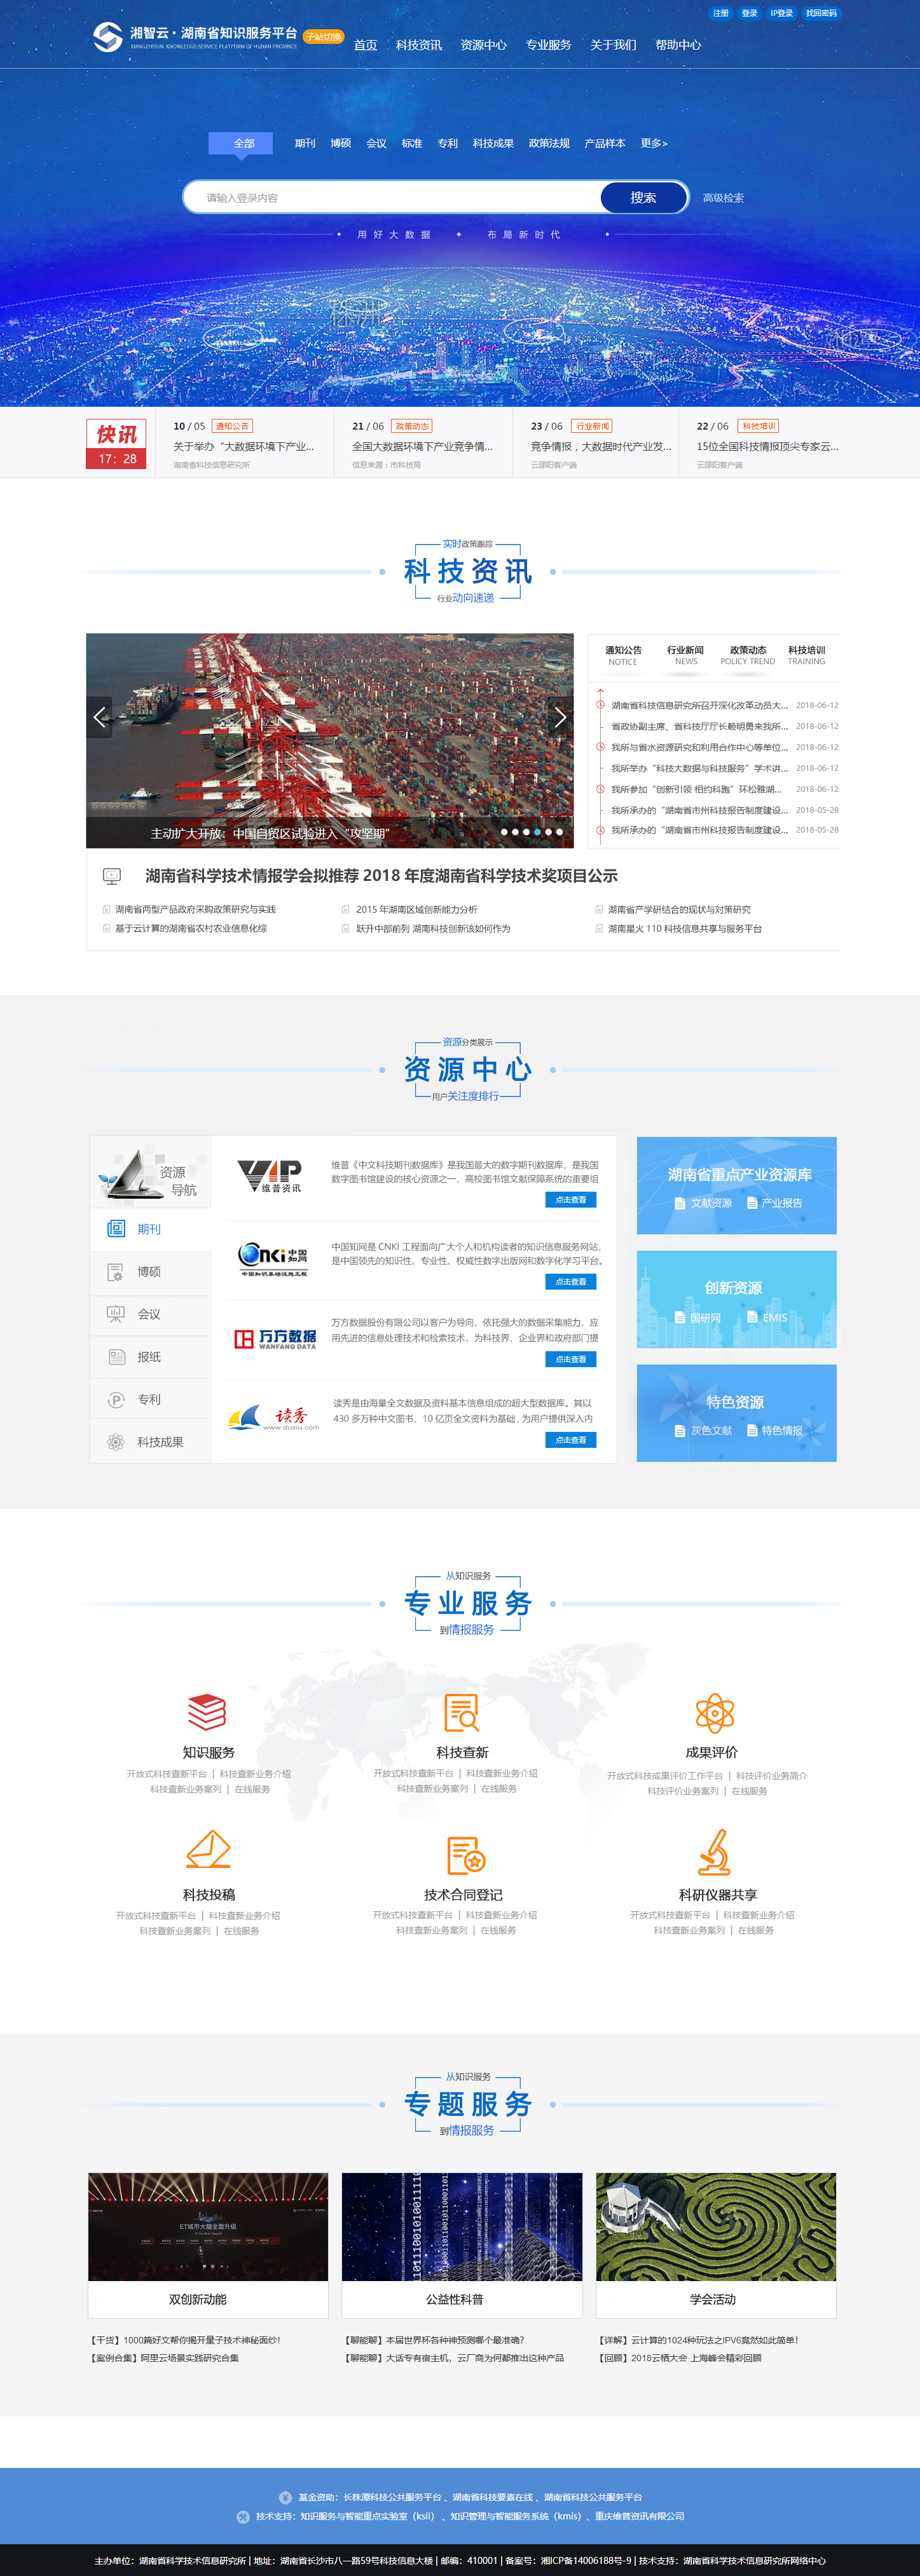 注册 登录 IP登录 找回密码
湘智云·湖南省知识服务平台 子站切换
首页 科技资讯 资源中心 专业服务 关于我们 帮助中心
全部 期刊 博硕 会议 标准 专利 科技成果 政策法规 产品样本 更多>
请输入登录内容 搜索 高级检索
用好大数据 布局新时代
快讯
17：28
10 / 05 通知公告
关于举办“大数据环境下产业...
湖南省科技信息研究所
21 / 06 政策动态
全国大数据环境下产业竞争情...
信息来源：市科技局
23 / 06 行业新闻
竞争情报，大数据时代产业发...
云邵阳客户端
22 / 06 科技培训
15位全国科技情报顶尖专家云...
云邵阳客户端
实时政策跟踪
科技资讯
行业动向速递
主动扩大开放：中国自贸区试验进入“攻坚期”
通知公告 行业新闻 政策动态 科技培训
NOTICE NEWS POLICY TREND TRAINING
湖南省科技信息研究所召开深化改革动员大... 2018-06-12
省政协副主席、省科技厅厅长赖明勇来我所... 2018-06-12
我所与省水资源研究和利用合作中心等单位... 2018-06-12
我所举办“科技大数据与科技服务”学术讲... 2018-06-12
我所参加“创新引领 相约科跑”环松雅湖... 2018-06-12
我所承办的“湖南省市州科技报告制度建设... 2018-05-28
我所承办的“湖南省市州科技报告制度建设... 2018-05-28
湖南省科学技术情报学会拟推荐 2018 年度湖南省科学技术奖项目公示
湖南省两型产品政府采购政策研究与实践 2015 年湖南区域创新能力分析 湖南省产学研结合的现状与对策研究
基于云计算的湖南省农村农业信息化综 跃升中部前列 湖南科技创新该如何作为 湖南星火 110 科技信息共享与服务平台
资源分类展示
资源中心
用户关注度排行
资源
导航
期刊
博硕
会议
报纸
专利
科技成果
VIP
维普资讯
维普《中文科技期刊数据库》是我国最大的数字期刊数据库，是我国
数字图书馆建设的核心资源之一，高校图书馆文献保障系统的重要组
点击查看
CNKI 中国知网
中国知识基础设施工程
中国知网是 CNKI 工程面向广大个人和机构读者的知识信息服务网站，
是中国领先的知识性、专业性、权威性数字出版网和数字化学习平台。
点击查看
万方数据
WANFANG DATA
万方数据股份有限公司以客户为导向，依托强大的数据采集能力，应
用先进的信息处理技术和检索技术，为科技界、企业界和政府部门提
点击查看
读秀
www.duxiu.com
读秀是由海量全文数据及资料基本信息组成的超大型数据库。其以
430 多万种中文图书，10 亿页全文资料为基础，为用户提供深入内
点击查看
湖南省重点产业资源库
文献资源 产业报告
创新资源
国研网 EMIS
特色资源
灰色文献 特色情报
从知识服务
专业服务
到情报服务
知识服务
开放式科技查新平台 | 科技查新业务介绍
科技查新业务案列 | 在线服务
科技查新
开放式科技查新平台 | 科技查新业务介绍
科技查新业务案列 | 在线服务
成果评价
开放式科技成果评价工作平台 | 科技评价业务简介
科技评价业务案列 | 在线服务
科技投稿
开放式科技查新平台 | 科技查新业务介绍
科技查新业务案列 | 在线服务
技术合同登记
开放式科技查新平台 | 科技查新业务介绍
科技查新业务案列 | 在线服务
科研仪器共享
开放式科技查新平台 | 科技查新业务介绍
科技查新业务案列 | 在线服务
从知识服务
专题服务
到情报服务
ET城市大脑全面升级
双创新动能 公益性科普 学会活动
【干货】1000篇好文帮你揭开量子技术神秘面纱！
【案例合集】阿里云场景实践研究合集
【聊能聊】本届世界杯各种神预测哪个最准确？
【聊能聊】大话专有宿主机，云厂商为何都推出这种产品
【详解】云计算的1024种玩法之IPV6竟然如此简单！
【回顾】2018云栖大会·上海峰会精彩回顾
基金资助：长株潭科技公共服务平台 、湖南省科技要素在线 、湖南省科技公共服务平台
技术支持：知识服务与智能重点实验室（ksil） 、知识管理与智能服务系统（kmis）、重庆维普资讯有限公司
主办单位：湖南省科学技术信息研究所 | 地址：湖南省长沙市八一路59号科技信息大楼 | 邮编：410001 | 备案号：湘ICP备14006188号-9 | 技术支持：湖南省科学技术信息研究所网络中心